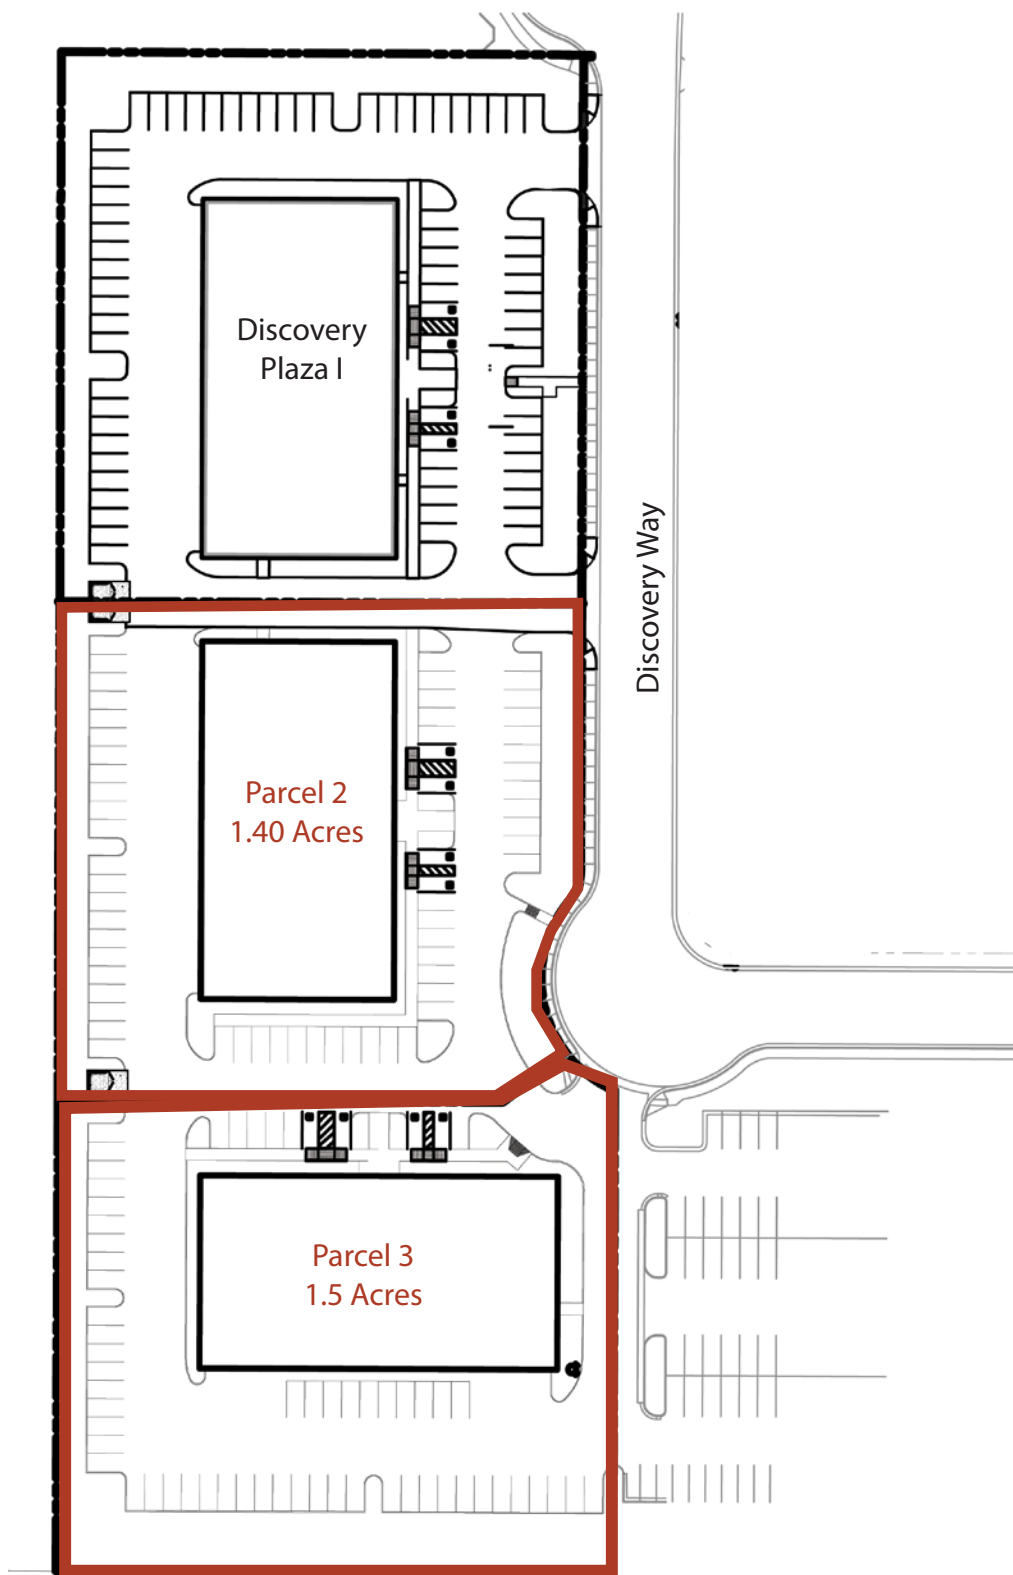 Discovery
Plaza I
Discovery Way
Parcel 2
1.40 Acres
Parcel 3
1.5 Acres